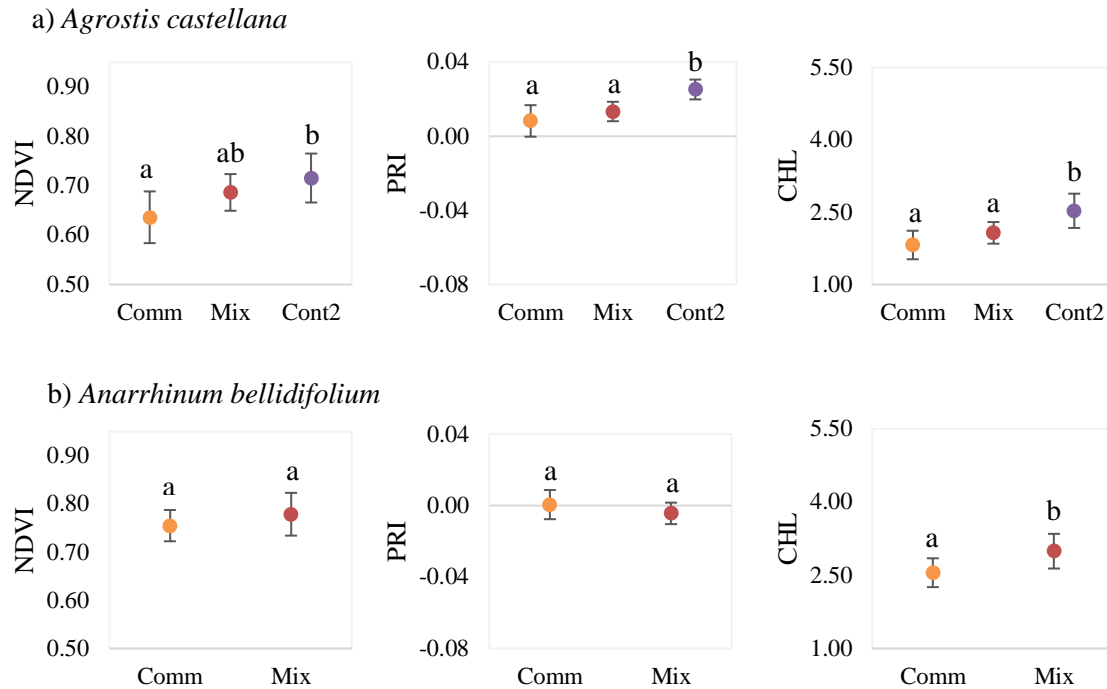 a) Agrostis castellana
NDVI
0.90
0.80
0.70
0.60
0.50
a
ab
b
Comm Mix Cont2
PRI
0.04
0.00
-0.04
-0.08
a
a
b
Comm Mix Cont2
CHL
5.50
4.00
2.50
1.00
a
a
b
Comm Mix Cont2
b) Anarrhinum bellidifolium
NDVI
0.90
0.80
0.70
0.60
0.50
a
a
Comm Mix
PRI
0.04
0.00
-0.04
-0.08
a
a
Comm Mix
CHL
5.50
4.00
2.50
1.00
a
b
Comm Mix